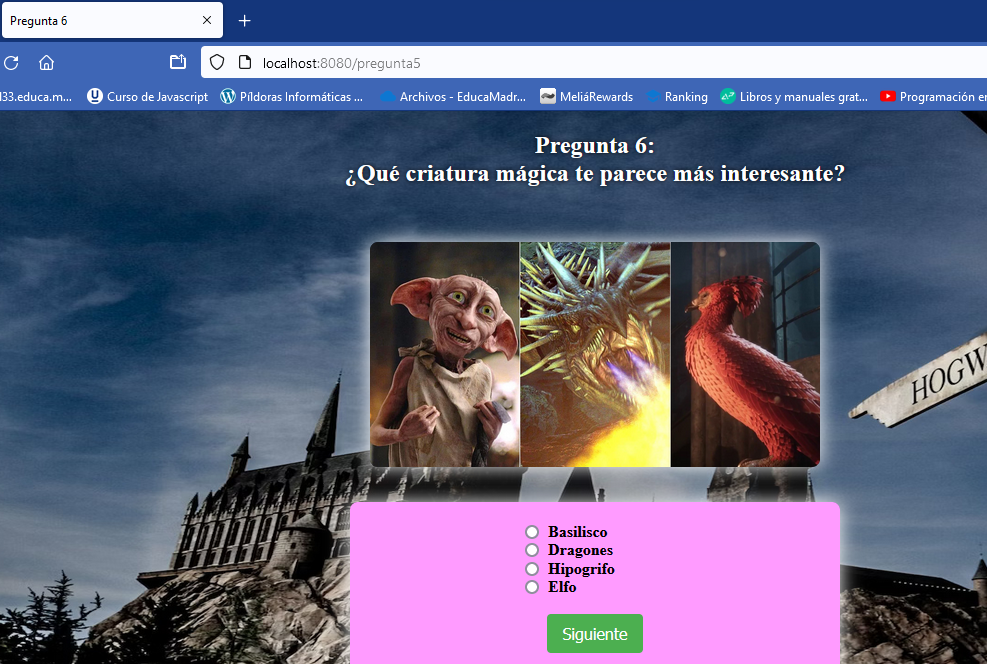 Pregunta 6
localhost:8080/pregunta5
l33.educa.m...
Curso de Javascript
Píldoras Informáticas ...
Archivos - EducaMadr...
MeliáRewards
Ranking
Libros y manuales grat...
Programación en
Pregunta 6:
¿Qué criatura mágica te parece más interesante?
HOGW
Basilisco
Dragones
Hipogrifo
Elfo
Siguiente